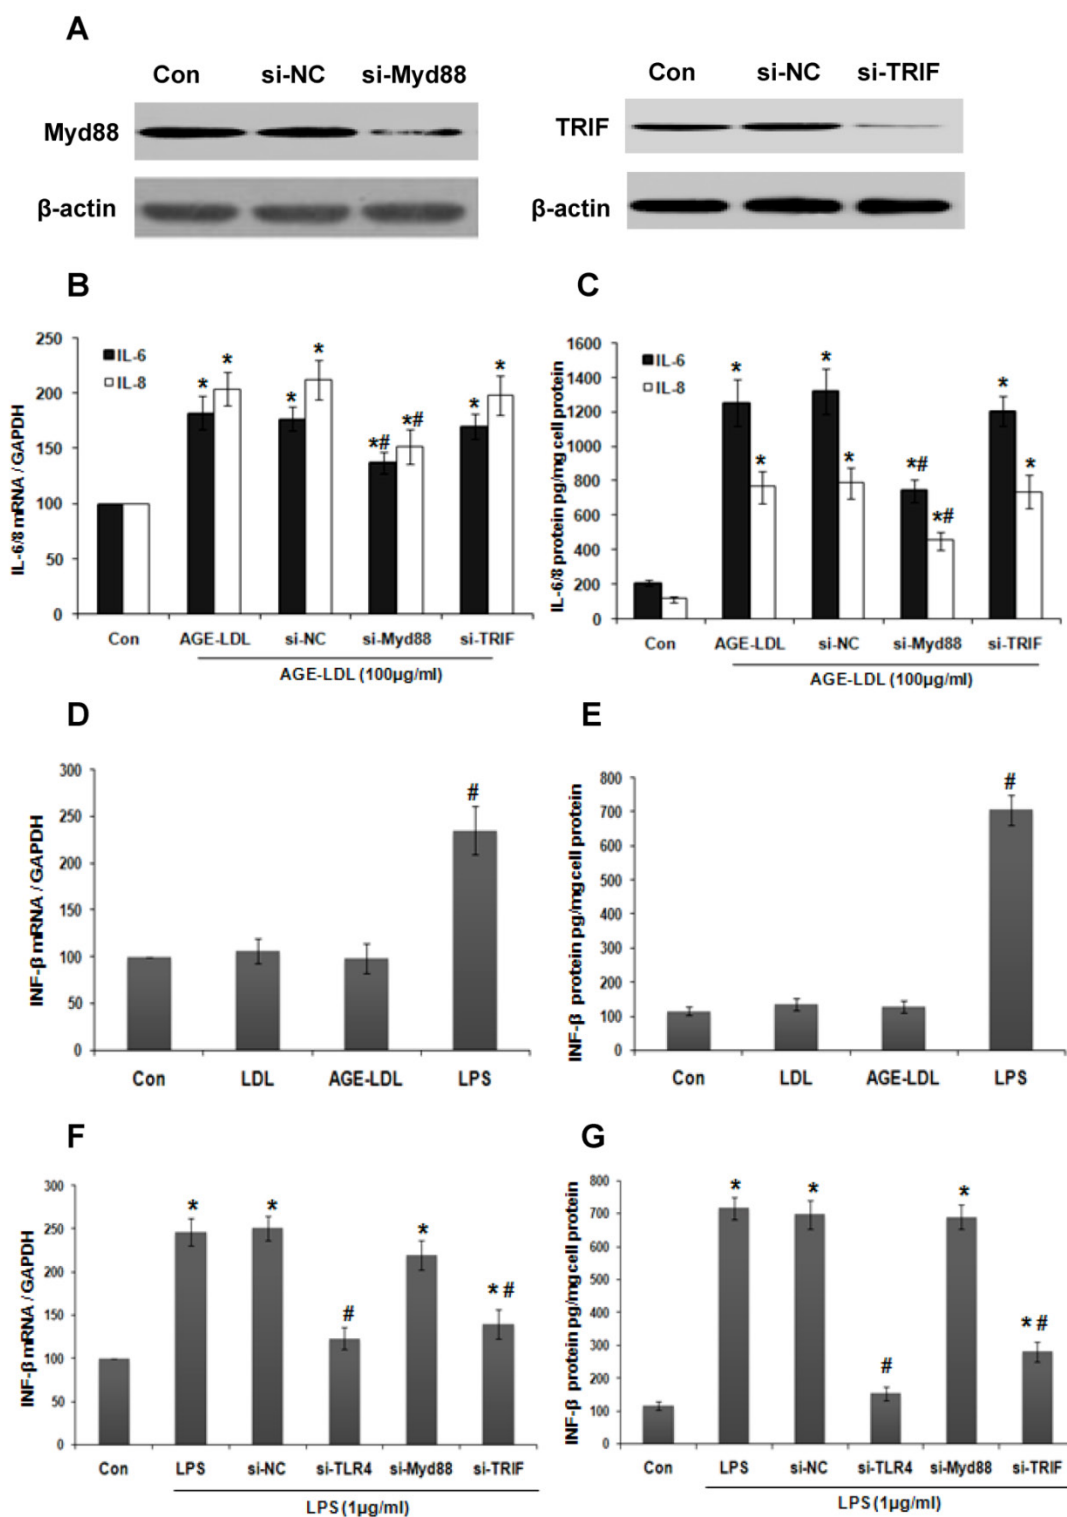 A
Con si-NC si-Myd88
Myd88
β-actin
Con si-NC si-TRIF
TRIF
β-actin
B
IL-6/8 mRNA / GAPDH
250
200
150
100
50
0
IL-6
IL-8
* * * * *# *# * *
Con AGE-LDL si-NC si-Myd88 si-TRIF
AGE-LDL (100μg/ml)
C
IL-6/8 protein pg/mg cell protein
1600
1400
1200
1000
800
600
400
200
0
IL-6
IL-8
* * * * *# *# * *
Con AGE-LDL si-NC si-Myd88 si-TRIF
AGE-LDL (100μg/ml)
D
INF-β mRNA / GAPDH
300
250
200
150
100
50
0
#
Con LDL AGE-LDL LPS
E
INF-β protein pg/mg cell protein
800
700
600
500
400
300
200
100
0
#
Con LDL AGE-LDL LPS
F
INF-β mRNA / GAPDH
300
250
200
150
100
50
0
* * # * * #
Con LPS si-NC si-TLR4 si-Myd88 si-TRIF
LPS (1μg/ml)
G
INF-β protein pg/mg cell protein
800
700
600
500
400
300
200
100
0
* * # * * #
Con LPS si-NC si-TLR4 si-Myd88 si-TRIF
LPS (1μg/ml)